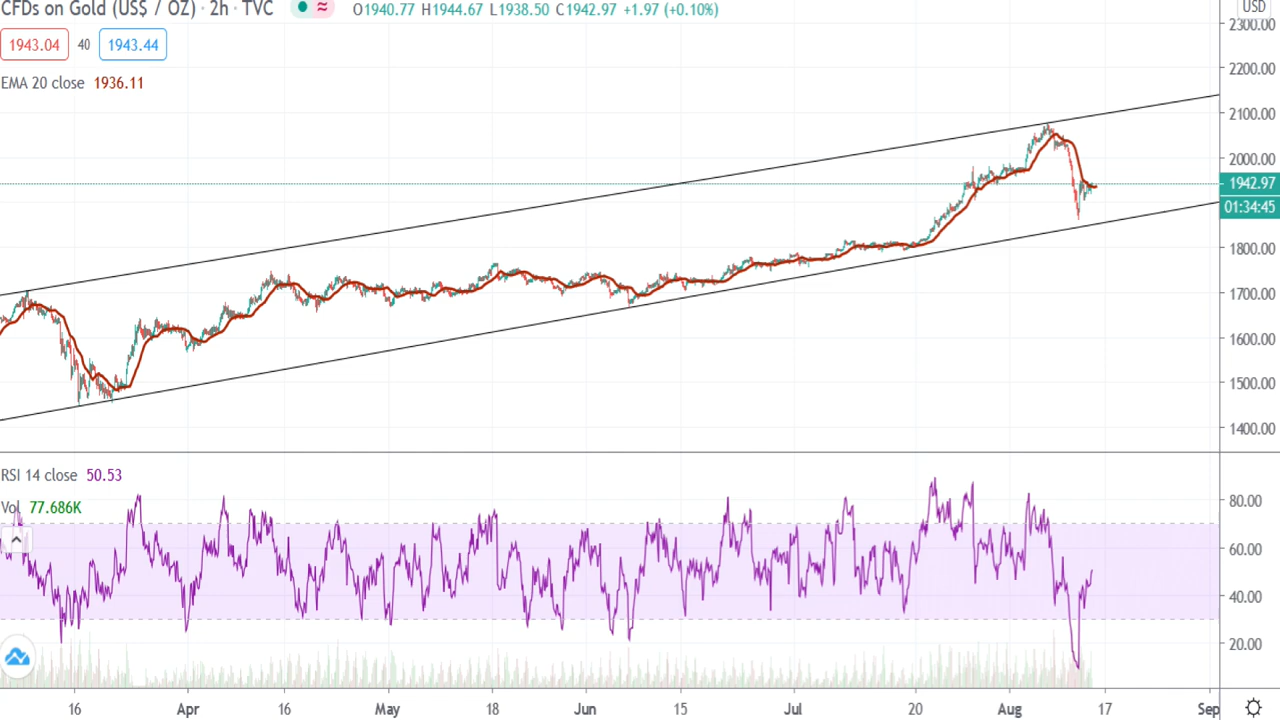 CFDs on Gold (US$ / OZ) · 2h · TVC O1940.77 H1944.67 L1938.50 C1942.97 +1.97 (+0.10%)
USD
1943.04 40 1943.44
EMA 20 close 1936.11
2300.00
2200.00
2100.00
2000.00
1942.97
01:34:45
1800.00
1700.00
1600.00
1500.00
1400.00
RSI 14 close 50.53
Vol 77.686K
80.00
60.00
40.00
20.00
16 Apr 16 May 18 Jun 15 Jul 20 Aug 17 Sep